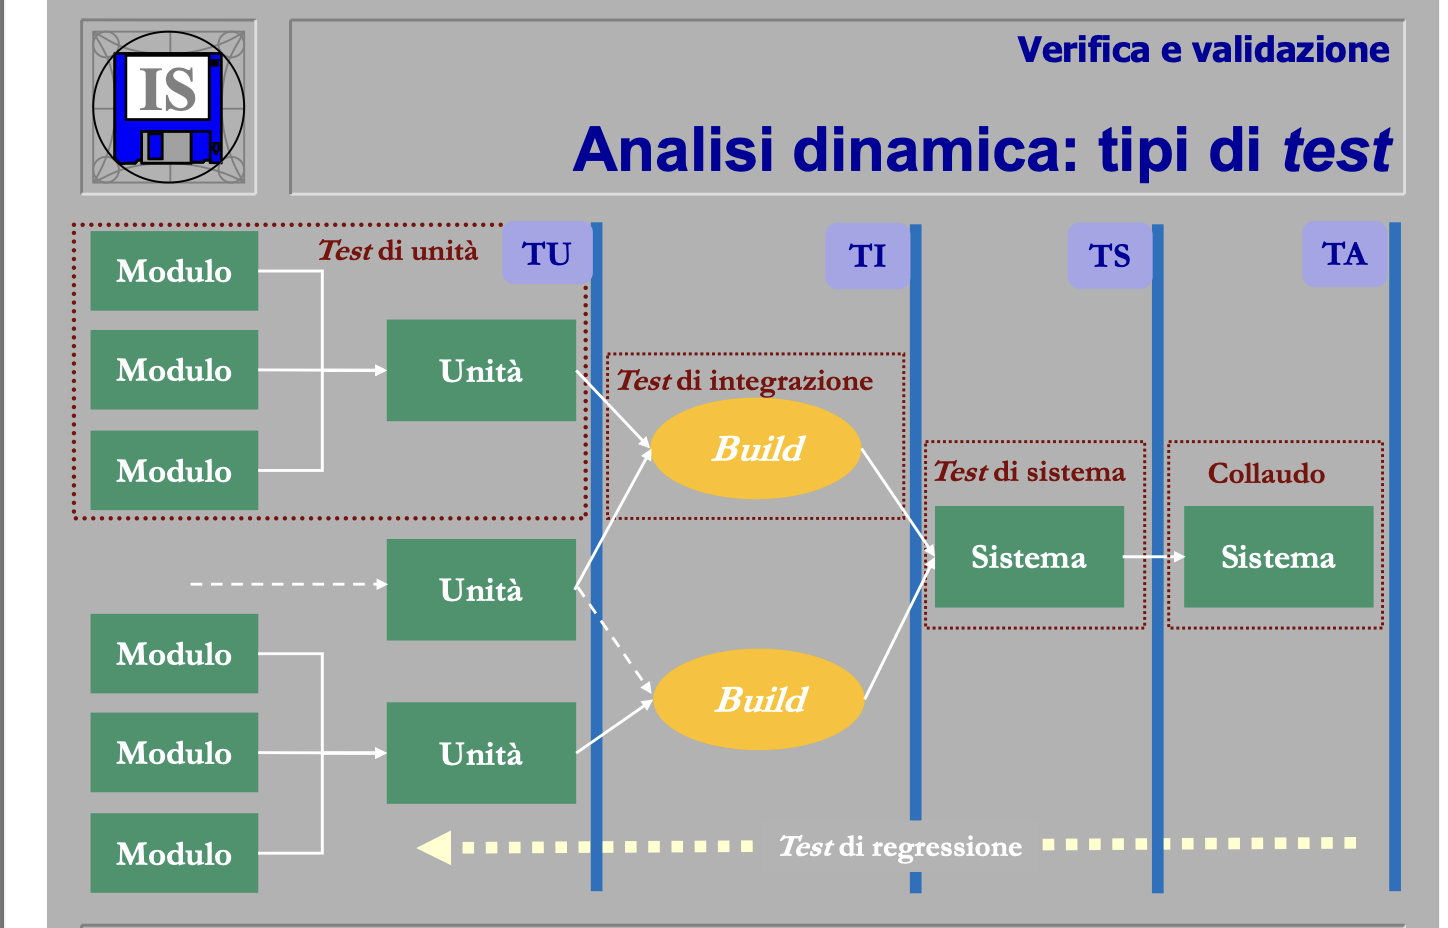 IS
Verifica e validazione
Analisi dinamica: tipi di test
Test di unità
TU
TI
TS
TA
Modulo
Modulo
Modulo
Unità
Test di integrazione
Build
Test di sistema
Sistema
Collaudo
Sistema
Unità
Modulo
Modulo
Modulo
Unità
Build
Test di regressione